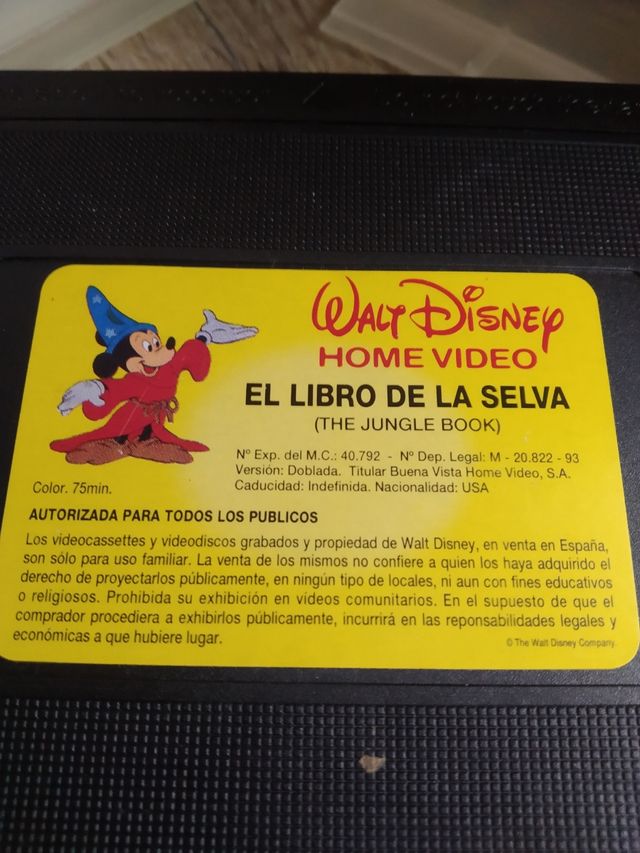 WALT DISNEY
HOME VIDEO
EL LIBRO DE LA SELVA
(THE JUNGLE BOOK)
Nº Exp. del M.C.: 40.792 - Nº Dep. Legal: M - 20.822 - 93
Versión: Doblada. Titular Buena Vista Home Video, S.A.
Caducidad: Indefinida. Nacionalidad: USA
Color. 75min.
AUTORIZADA PARA TODOS LOS PUBLICOS
Los videocassettes y videodiscos grabados y propiedad de Walt Disney, en venta en España,
son sólo para uso familiar. La venta de los mismos no confiere a quien los haya adquirido el
derecho de proyectarlos públicamente, en ningún tipo de locales, ni aun con fines educativos
o religiosos. Prohibida su exhibición en videos comunitarios. En el supuesto de que el
comprador procediera a exhibirlos públicamente, incurrirá en las reponsabilidades legales y
económicas a que hubiere lugar.
© The Walt Disney Company.